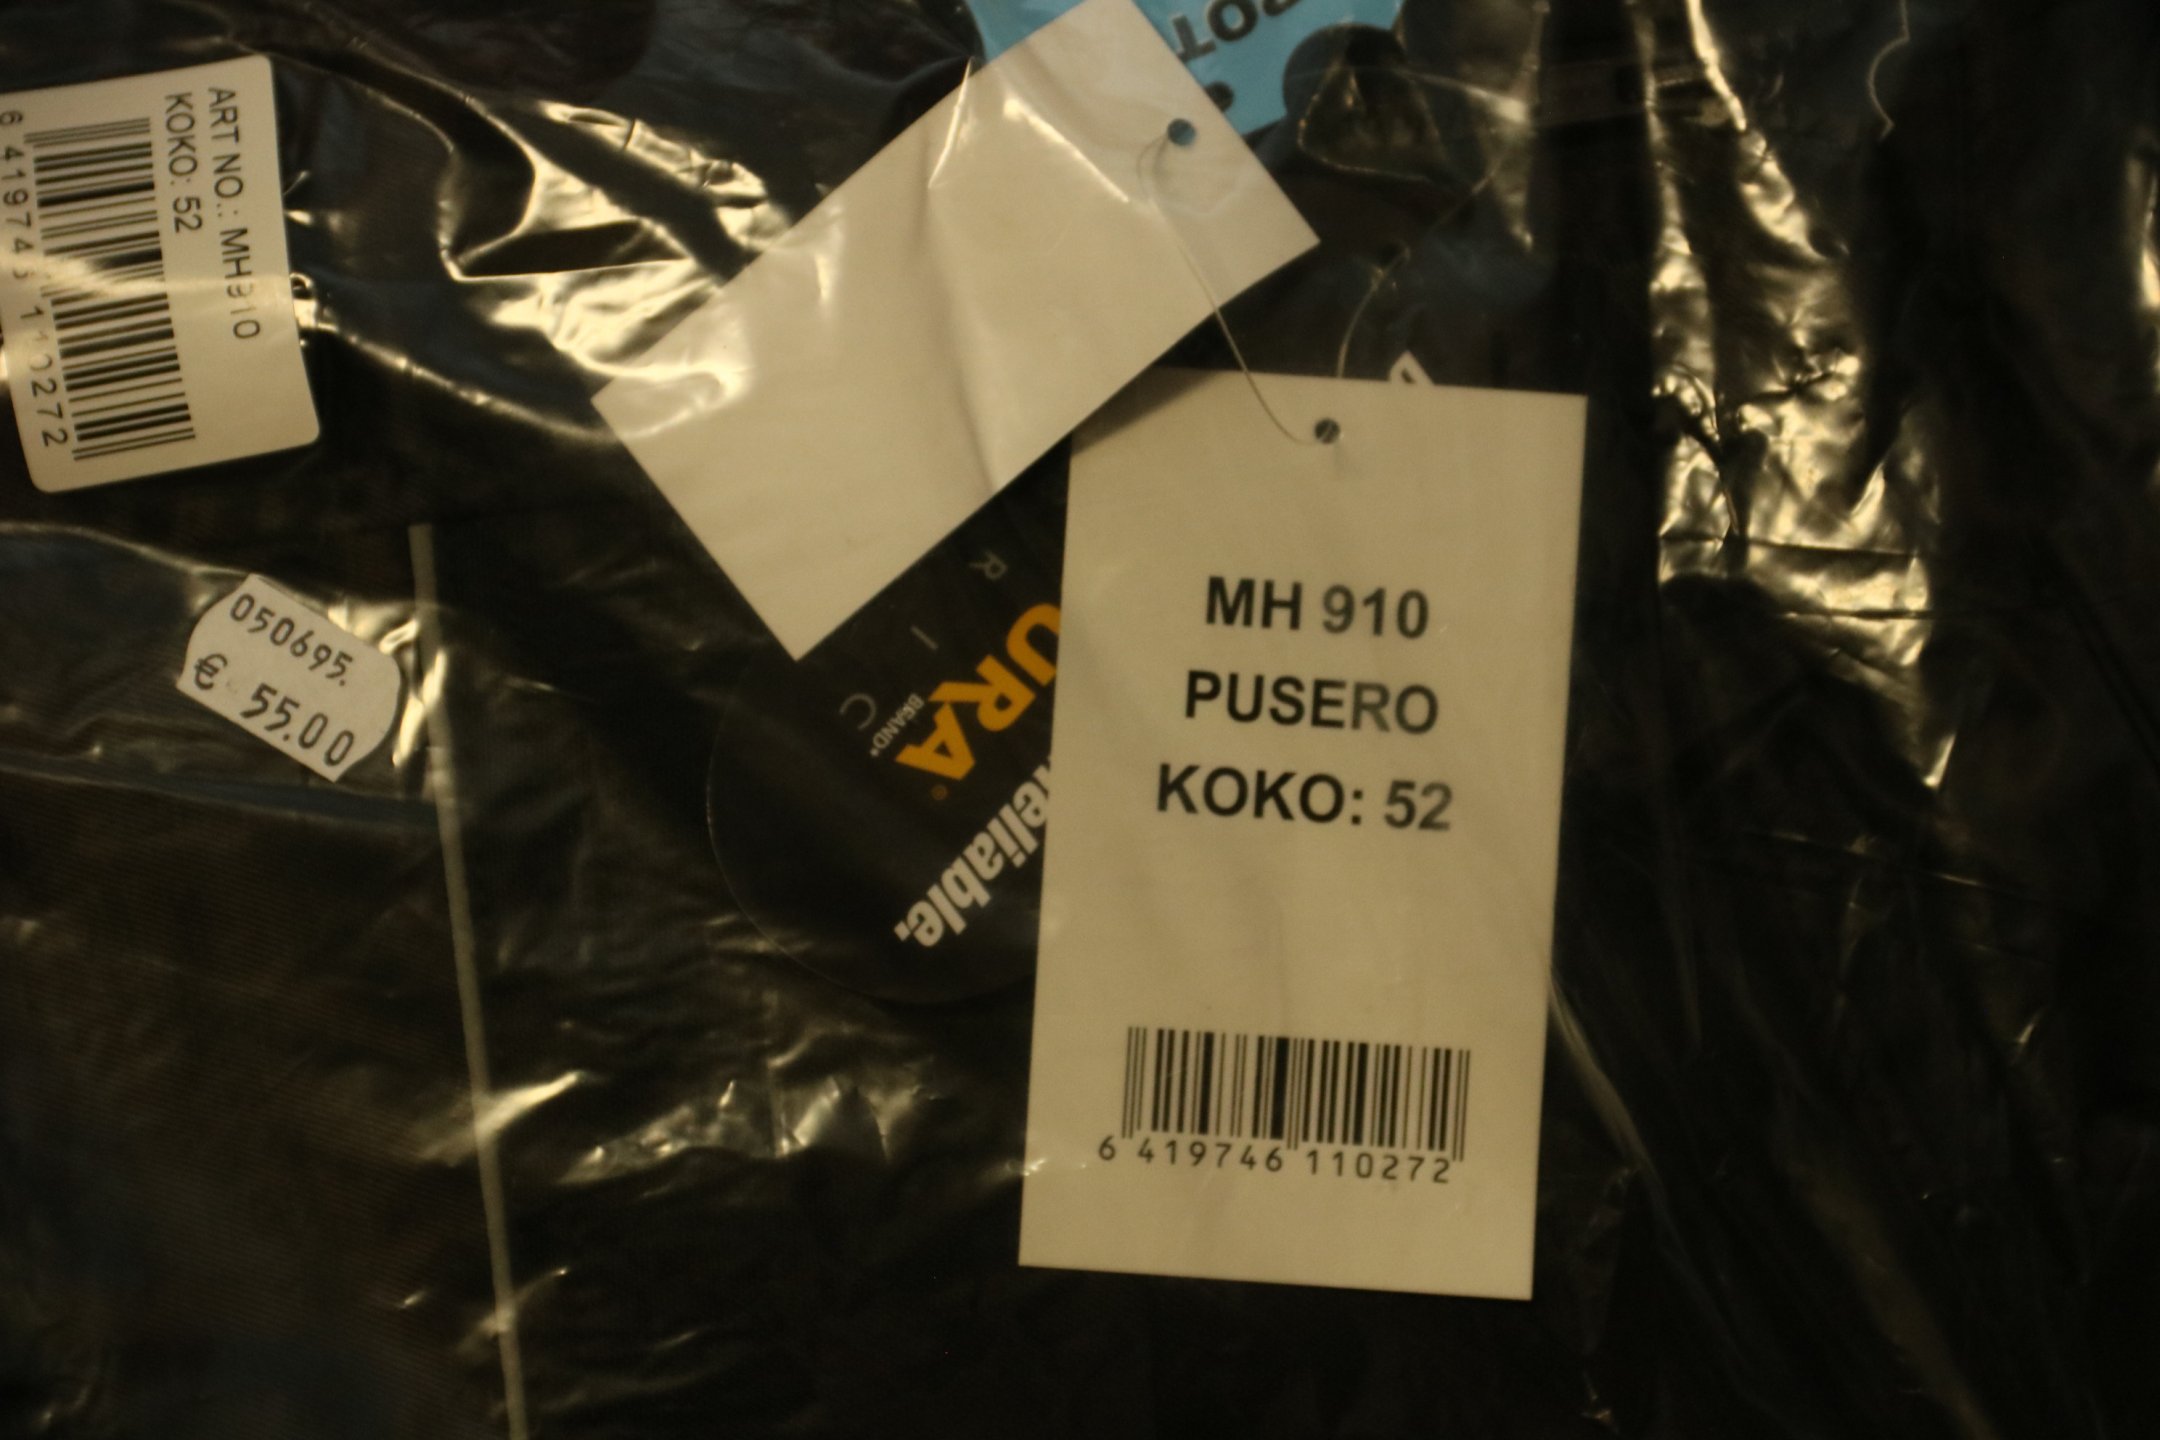 ART NO.: MH910
KOKO: 52
6 419746 110272
050695.
€ 55.00
R I C
URA®
BRAND*
Reliable,
MH 910
PUSERO
KOKO: 52
6 419746 110272